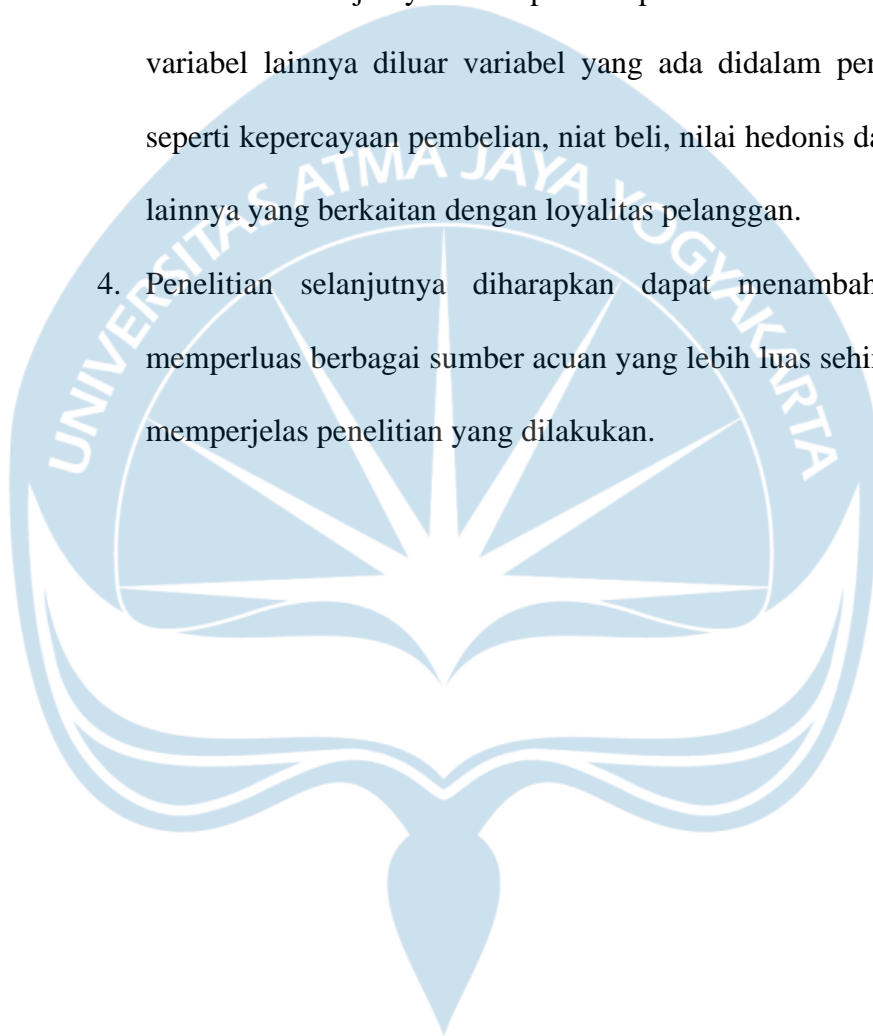 variabel lainnya diluar variabel yang ada didalam
seperti kepercayaan pembelian, niat beli, nilai hedonis
lainnya yang berkaitan dengan loyalitas pelanggan.
4. Penelitian selanjutnya diharapkan dapat menambah
memperluas berbagai sumber acuan yang lebih luas
memperjelas penelitian yang dilakukan.
UNIVERSITAS ATMA JAYA YOGYAKARTA